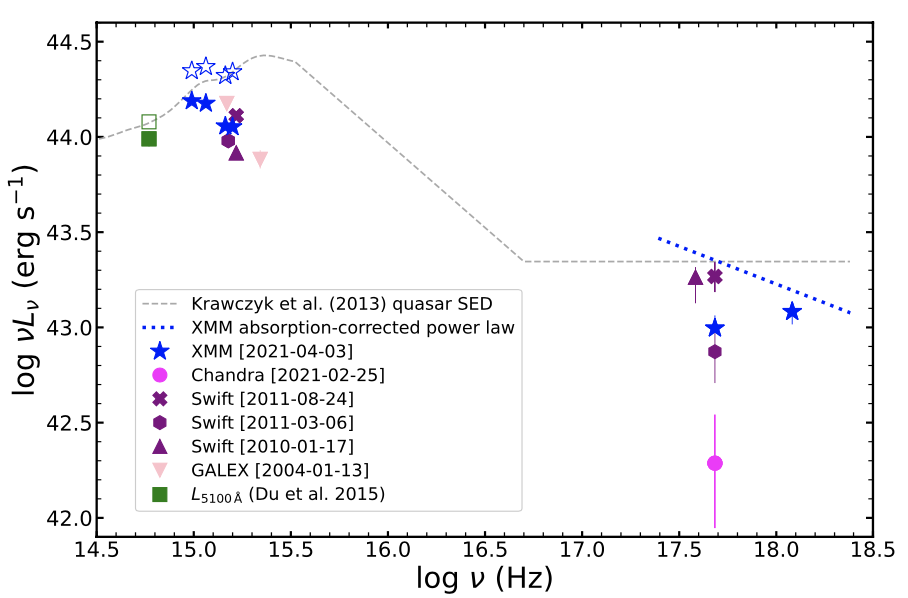 44.5
44.0
43.5
43.0
42.5
42.0
log νLν (erg s⁻¹)
Krawczyk et al. (2013) quasar SED
XMM absorption-corrected power law
XMM [2021-04-03]
Chandra [2021-02-25]
Swift [2011-08-24]
Swift [2011-03-06]
Swift [2010-01-17]
GALEX [2004-01-13]
L5100 Å (Du et al. 2015)
14.5 15.0 15.5 16.0 16.5 17.0 17.5 18.0 18.5
log ν (Hz)